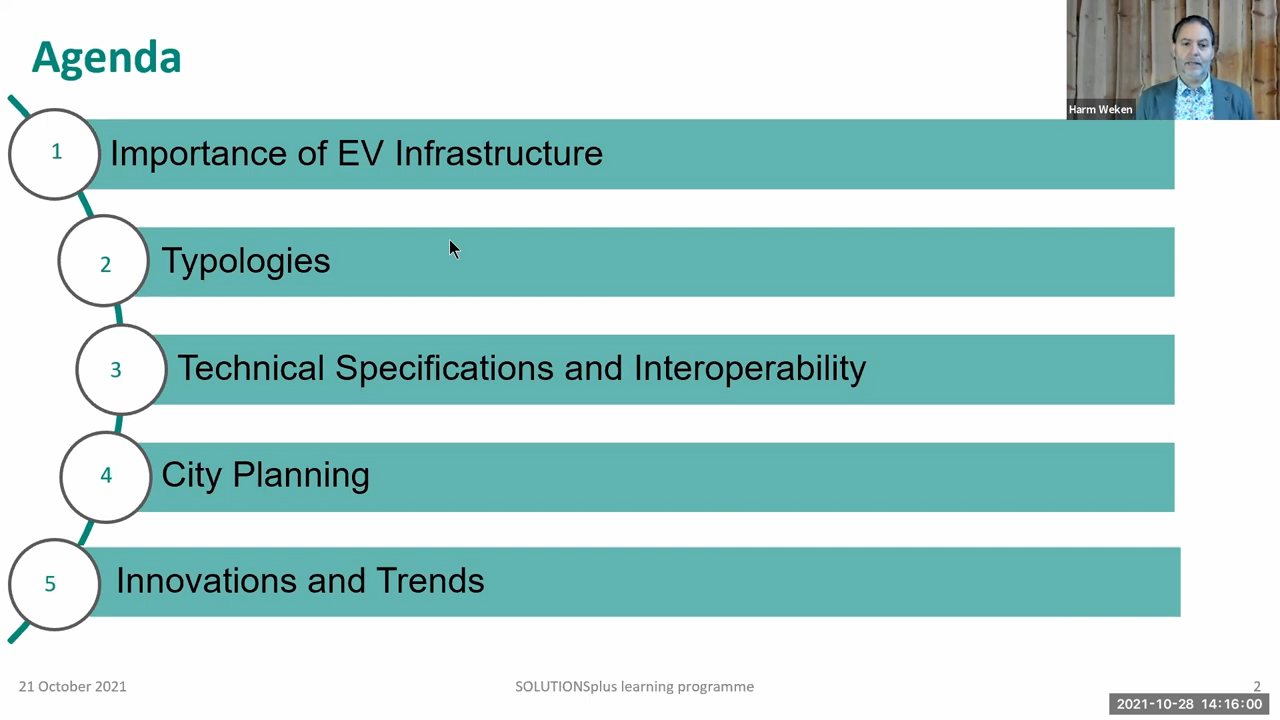 Agenda
Harm Weken
1
Importance of EV Infrastructure
2
Typologies
3
Technical Specifications and Interoperability
4
City Planning
5
Innovations and Trends
21 October 2021
SOLUTIONSplus learning programme
2
2021-10-28 14:16:00